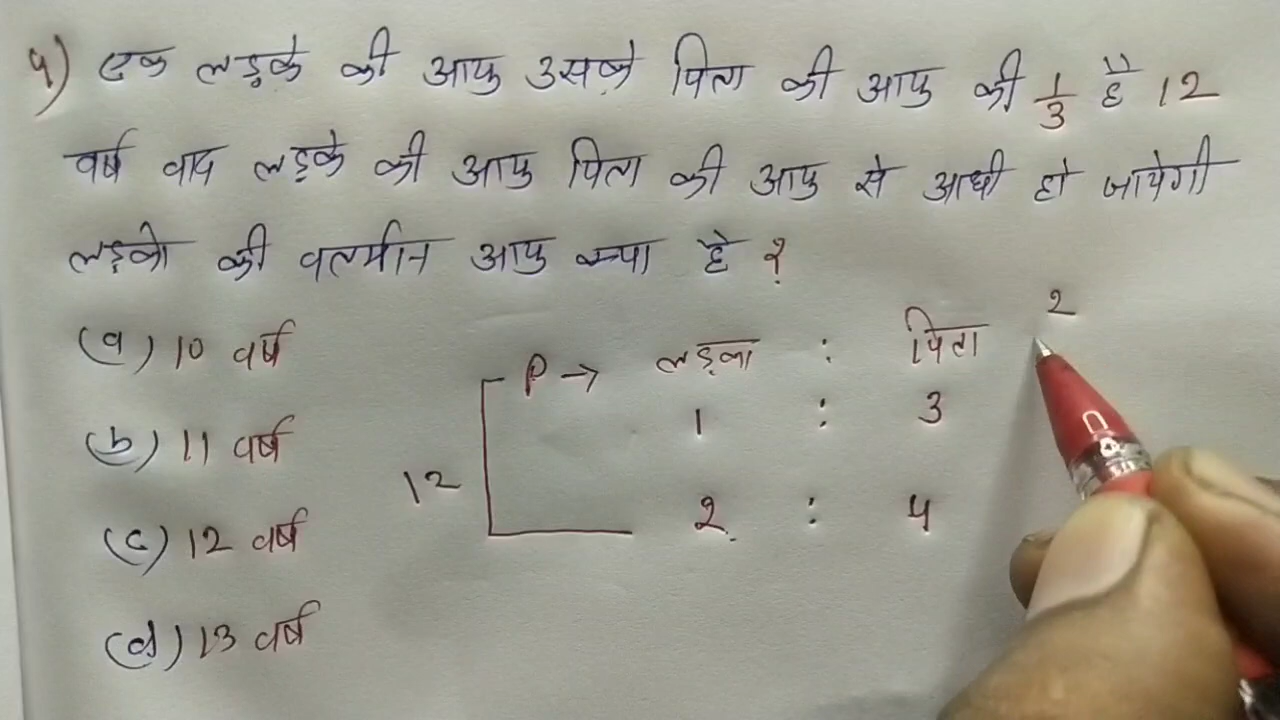 ५) एक लड़के की आयु उसके पिता की आयु की 1/3 है 12
वर्ष बाद लड़के की आयु पिता की आयु से आधी हो जायेगी
लड़के की वर्तमान आयु क्या है ?
(a) 10 वर्ष
(b) 11 वर्ष
(c) 12 वर्ष
(d) 13 वर्ष
P → लड़का : पिता 2
1 : 3
12
2 : 4